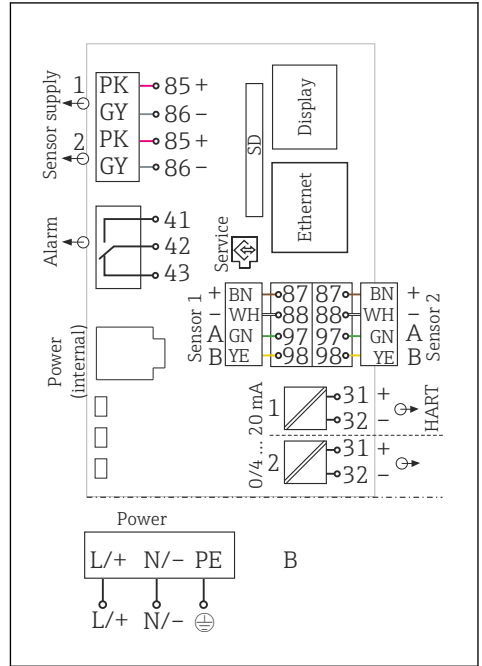 Sensor supply
1 PK 85 +
GY 86 –
2 PK 85 +
GY 86 –
Display
SD
Ethernet
Alarm
41
42
43
Service
Sensor 1
+ BN 87 87 BN +
– WH 88 88 WH –
A GN 97 97 GN A
B YE 98 98 YE B
Sensor 2
Power
(internal)
0/4 ... 20 mA
1 31 +
32 –
HART
2 31 +
32 –
Power
L/+ N/– PE
B
L/+ N/–